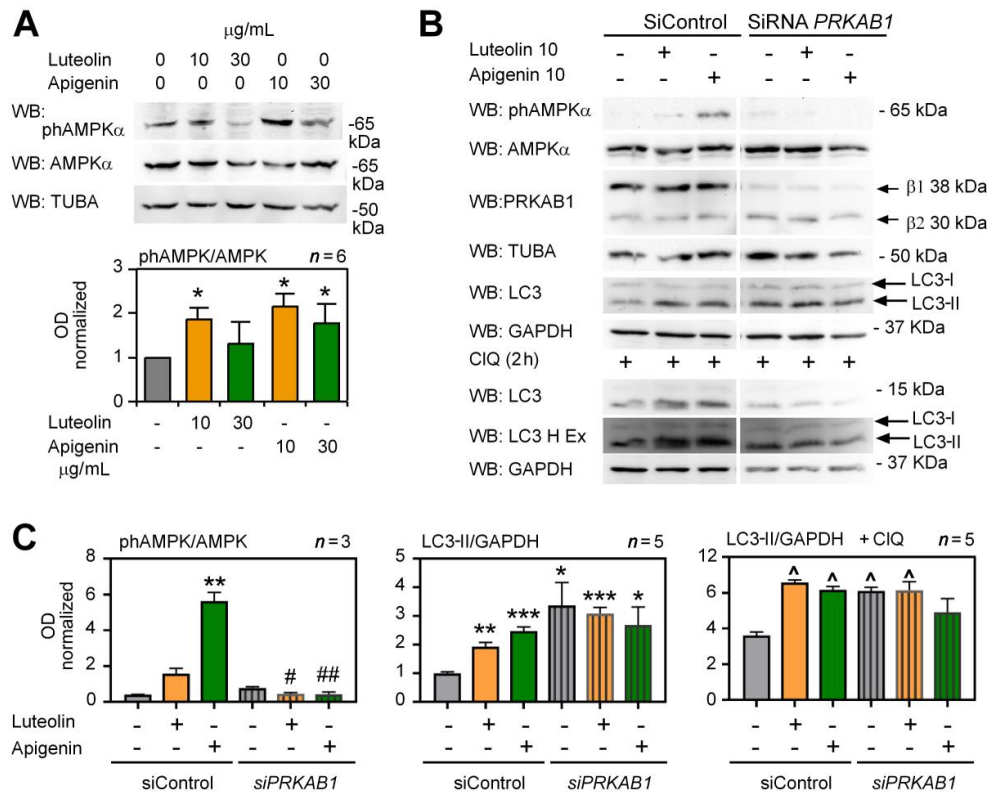 A
μg/mL
Luteolin 0 10 30 0 0
Apigenin 0 0 0 10 30
WB: phAMPKα -65 kDa
WB: AMPKα -65 kDa
WB: TUBA -50 kDa
phAMPK/AMPK n = 6
OD normalized
3
2
1
0
* * *
Luteolin - 10 30 - -
Apigenin - - - 10 30
μg/mL
B
SiControl SiRNA PRKAB1
Luteolin 10 - + - - + -
Apigenin 10 - - + - - +
WB: phAMPKα - 65 kDa
WB: AMPKα
WB:PRKAB1 β1 38 kDa
β2 30 kDa
WB: TUBA - 50 kDa
WB: LC3 LC3-I
LC3-II
WB: GAPDH - 37 KDa
ClQ (2h) + + + + + +
WB: LC3 - 15 kDa
WB: LC3 H Ex LC3-I
LC3-II
WB: GAPDH - 37 KDa
C
phAMPK/AMPK n = 3
OD normalized
8
6
4
2
0
** # ##
Luteolin - + - - + -
Apigenin - - + - - +
siControl siPRKAB1
LC3-II/GAPDH n = 5
5
4
3
2
1
0
** *** * *** *
- + - - + -
- - + - - +
siControl siPRKAB1
LC3-II/GAPDH + ClQ n = 5
12
6
4
2
0
^ ^ ^ ^
- + - - + -
- - + - - +
siControl siPRKAB1